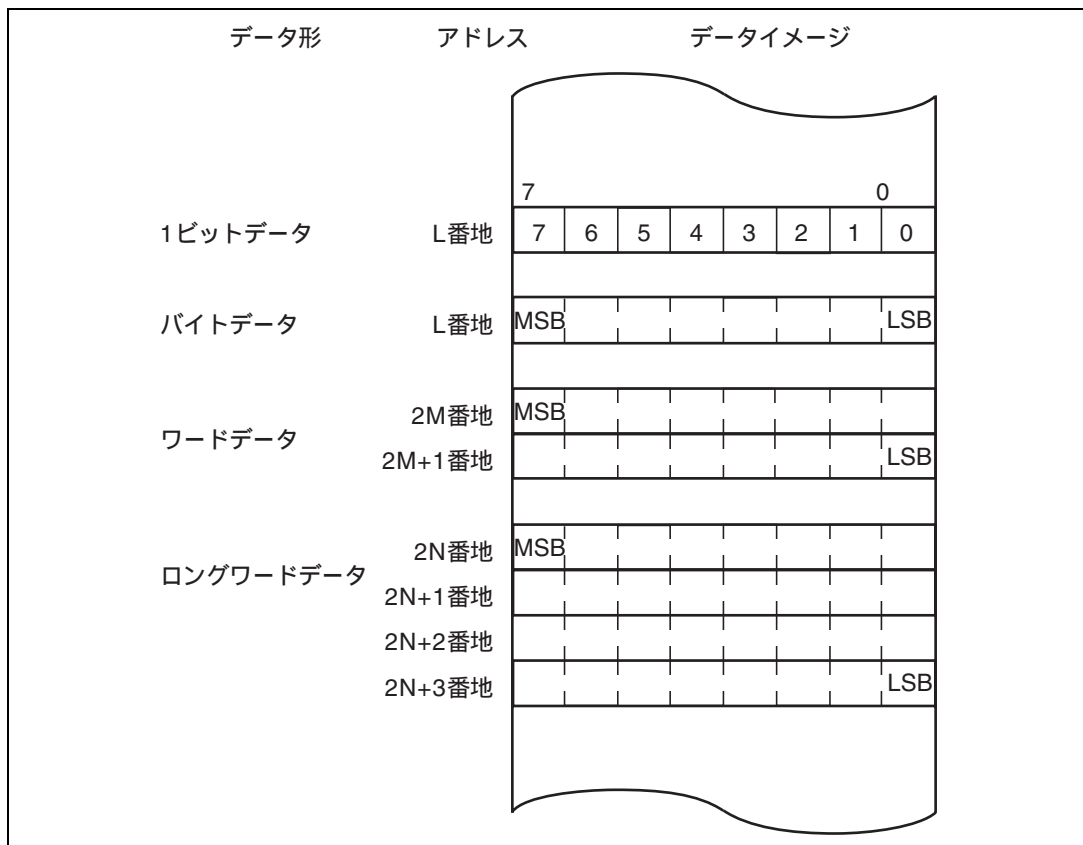 データ形 アドレス データイメージ
7 0
1ビットデータ L番地 7 6 5 4 3 2 1 0
バイトデータ L番地 MSB LSB
ワードデータ
2M番地 MSB
2M+1番地 LSB
ロングワードデータ
2N番地 MSB
2N+1番地
2N+2番地
2N+3番地 LSB